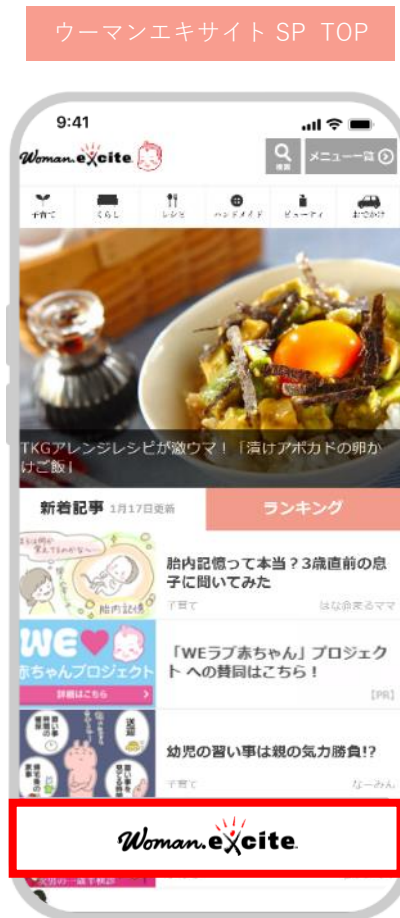 ウーマンエキサイト SP TOP
9:41
Woman.excite
検索
メニュー一覧
子育て
くらし
レシピ
ハンドメイド
ビューティ
おでかけ
TKGアレンジレシピが激ウマ！「漬けアボカドの卵か
けご飯」
新着記事 1月17日更新
ランキング
胎内記憶
胎内記憶って本当？3歳直前の息
子に聞いてみた
子育て
はな@来るママ
WE
赤ちゃんプロジェクト
詳細はこちら
「WEラブ赤ちゃん」プロジェク
ト への賛同はこちら！
[PR]
送迎
幼児の習い事は親の気力勝負!?
子育て
なーみん
Woman.excite